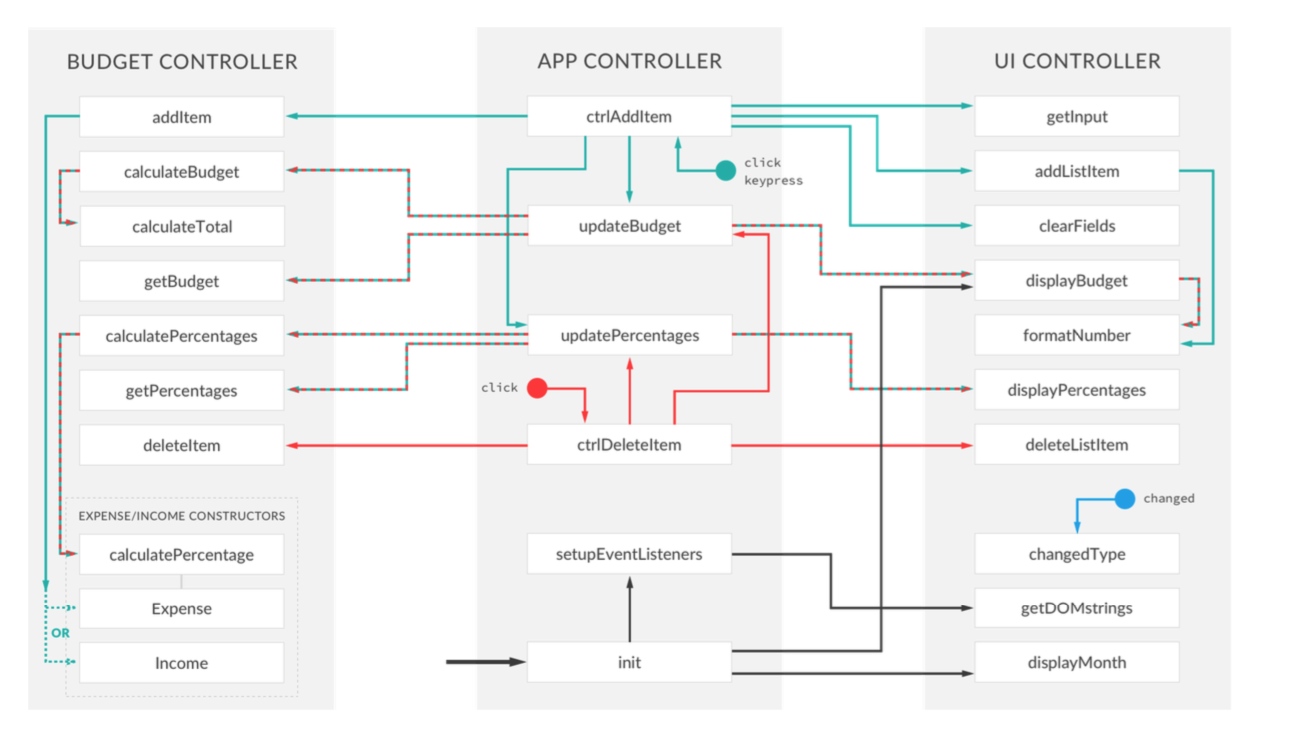 BUDGET CONTROLLER
addItem
calculateBudget
calculateTotal
getBudget
calculatePercentages
getPercentages
deleteItem
EXPENSE/INCOME CONSTRUCTORS
calculatePercentage
Expense
OR
Income
APP CONTROLLER
ctrlAddItem
click
keypress
updateBudget
updatePercentages
click
ctrlDeleteItem
setupEventListeners
init
UI CONTROLLER
getInput
addListItem
clearFields
displayBudget
formatNumber
displayPercentages
deleteListItem
changed
changedType
getDOMstrings
displayMonth